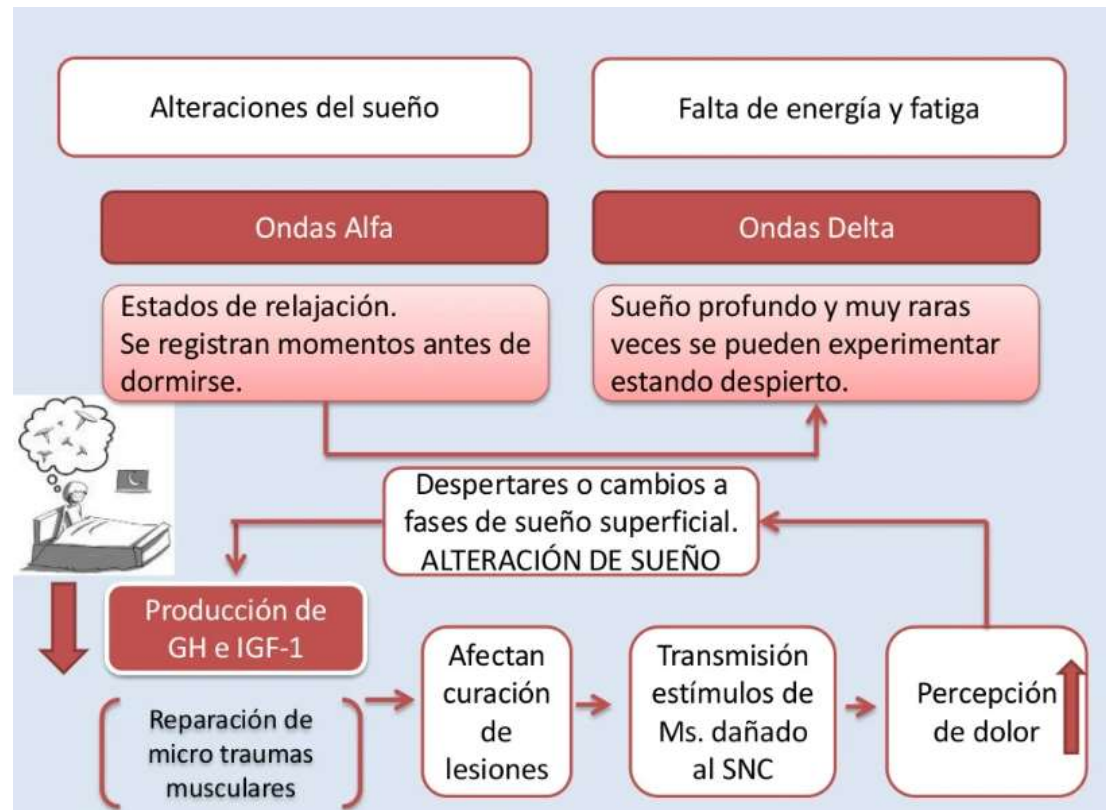 Alteraciones del sueño
Falta de energía y fatiga
Ondas Alfa
Ondas Delta
Estados de relajación.
Se registran momentos antes de
dormirse.
Sueño profundo y muy raras
veces se pueden experimentar
estando despierto.
Despertares o cambios a
fases de sueño superficial.
ALTERACIÓN DE SUEÑO
Producción de
GH e IGF-1
Reparación de
micro traumas
musculares
Afectan
curación
de
lesiones
Transmisión
estímulos de
Ms. dañado
al SNC
Percepción
de dolor